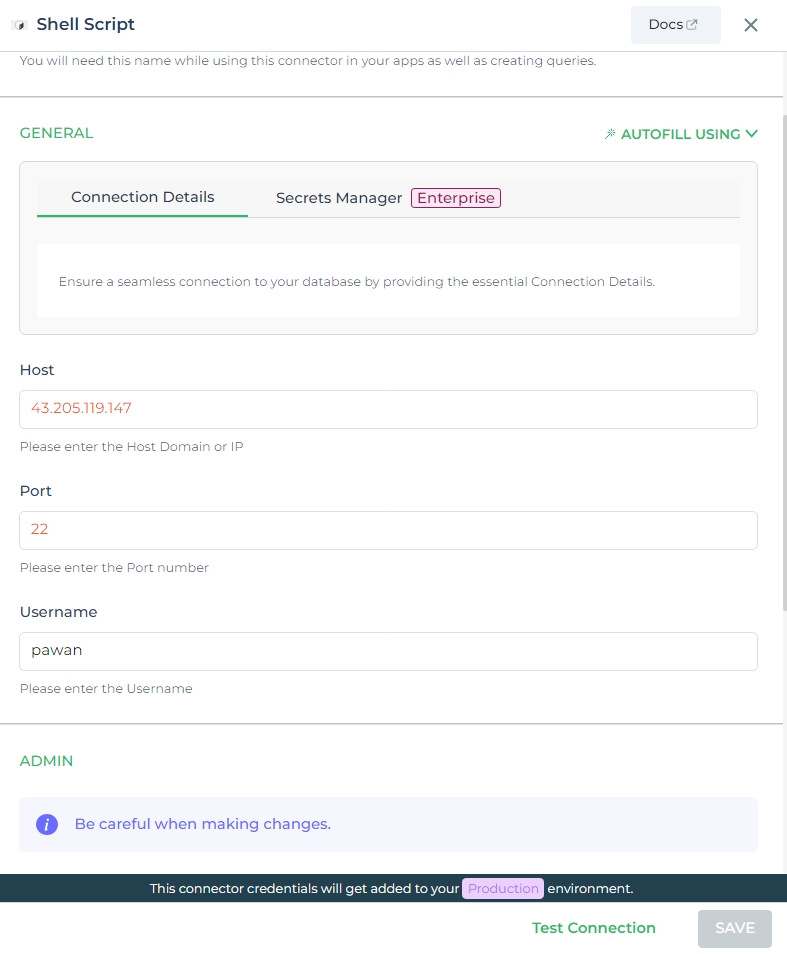 Shell Script
Docs
You will need this name while using this connector in your apps as well as creating queries.
GENERAL
AUTOFILL USING
Connection Details
Secrets Manager Enterprise
Ensure a seamless connection to your database by providing the essential Connection Details.
Host
43.205.119.147
Please enter the Host Domain or IP
Port
22
Please enter the Port number
Username
pawan
Please enter the Username
ADMIN
Be careful when making changes.
This connector credentials will get added to your Production environment.
Test Connection
SAVE